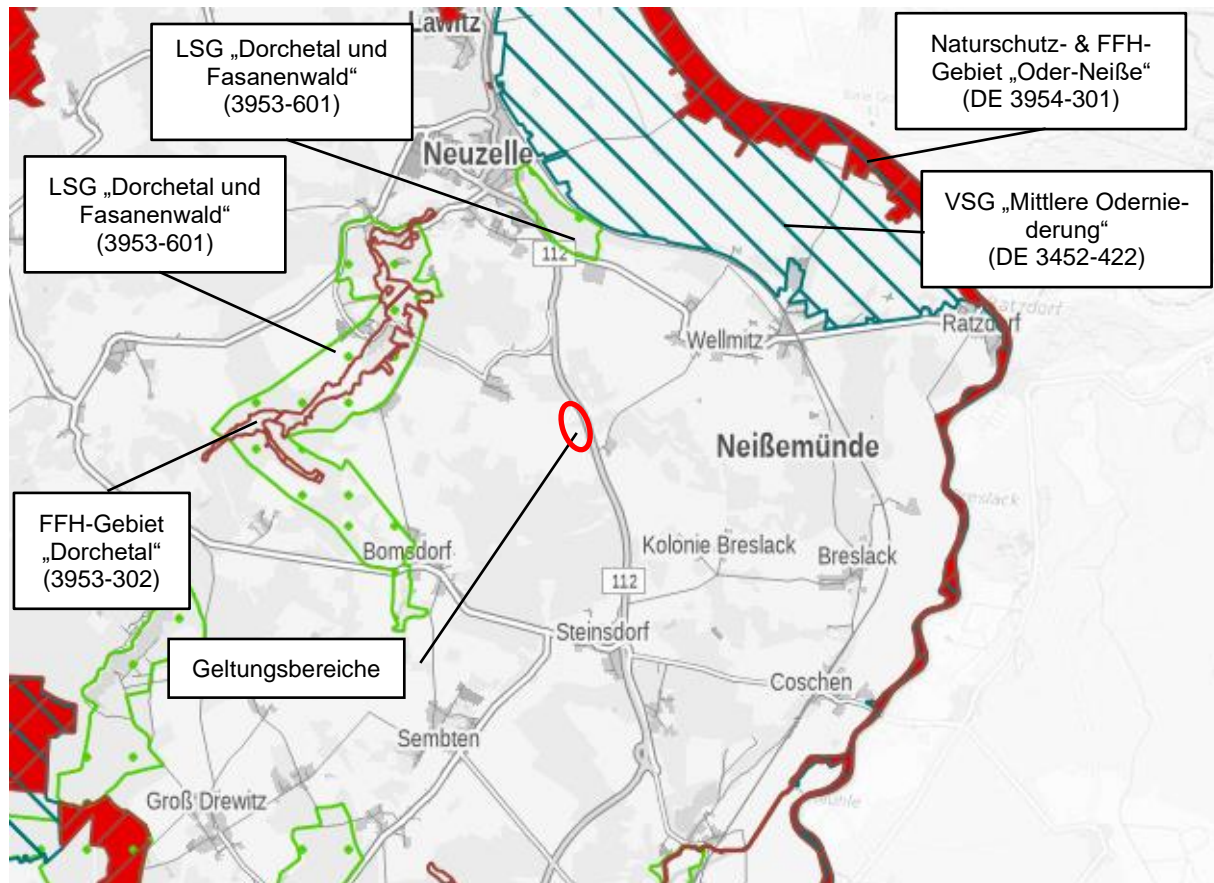 LSG „Dorchetal und
Fasanenwald“
(3953-601)
Lawitz
Naturschutz- & FFH-
Gebiet „Oder-Neiße“
(DE 3954-301)
LSG „Dorchetal und
Fasanenwald“
(3953-601)
Neuzelle
VSG „Mittlere Odernie-
derung“
(DE 3452-422)
112
Wellmitz
Ratzdorf
Ratzdorf
Neißemünde
FFH-Gebiet
„Dorchetal“
(3953-302)
Bomsdorf
Kolonie Breslack
Breslack
112
Steinsdorf
Geltungsbereiche
Coschen
Sembten
Groß Drewitz